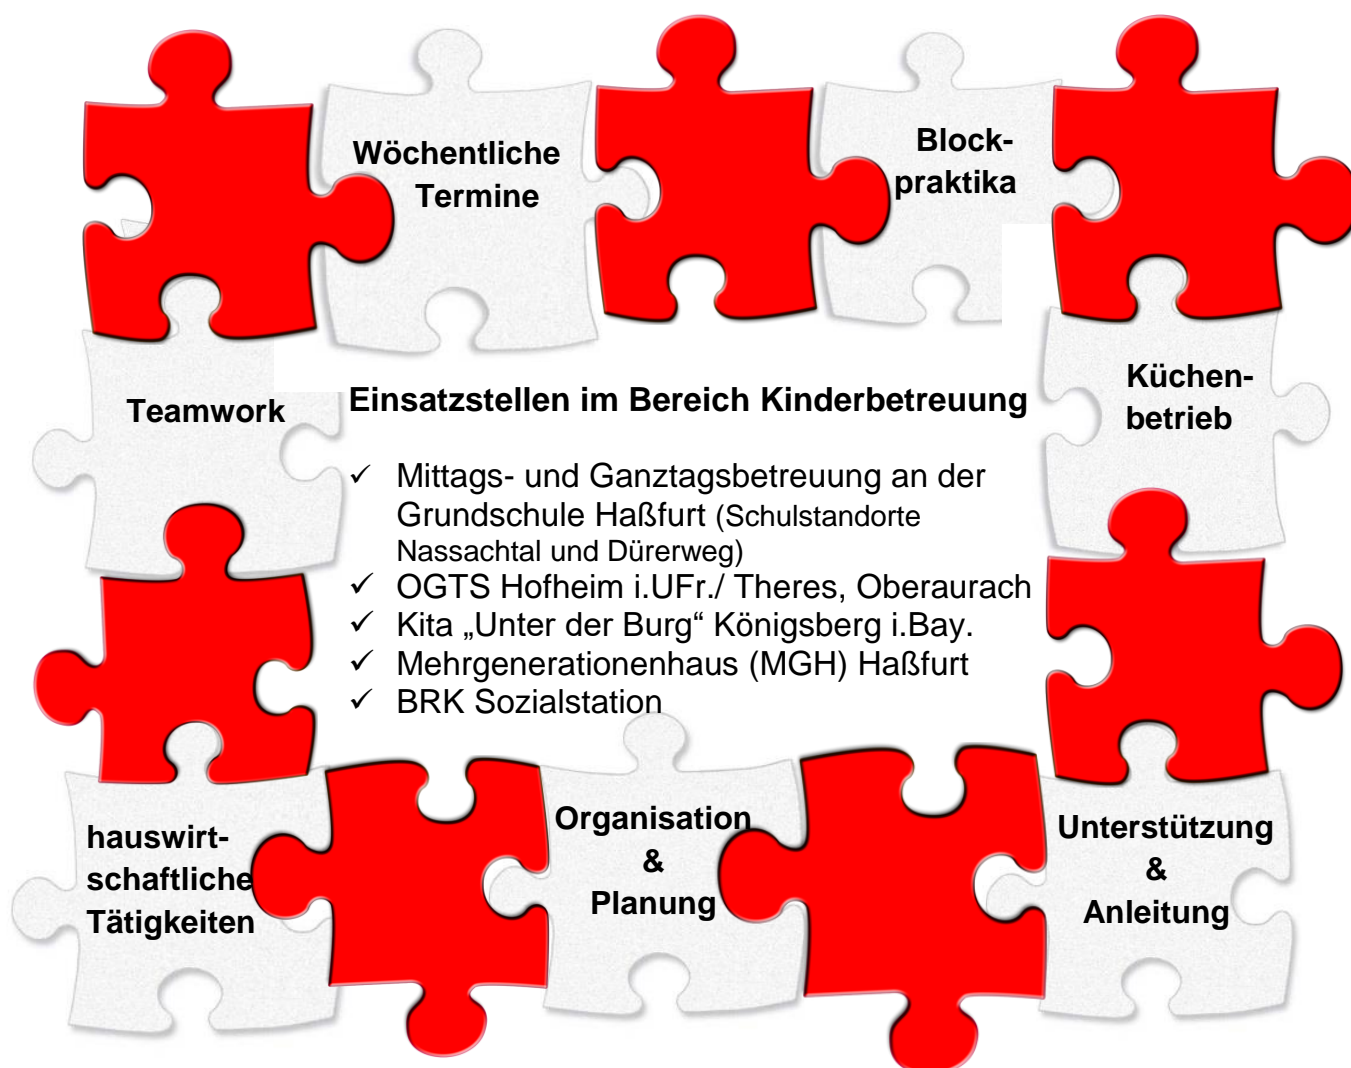 Wöchentliche
Termine
Block-
praktika
Teamwork
Küchen-
betrieb
Einsatzstellen im Bereich Kinderbetreuung
✓ Mittags- und Ganztagsbetreuung an der
Grundschule Haßfurt (Schulstandorte
Nassachtal und Dürerweg)
✓ OGTS Hofheim i.UFr./ Theres, Oberaurach
✓ Kita „Unter der Burg“ Königsberg i.Bay.
✓ Mehrgenerationenhaus (MGH) Haßfurt
✓ BRK Sozialstation
hauswirt-
schaftliche
Tätigkeiten
Organisation
&
Planung
Unterstützung
&
Anleitung